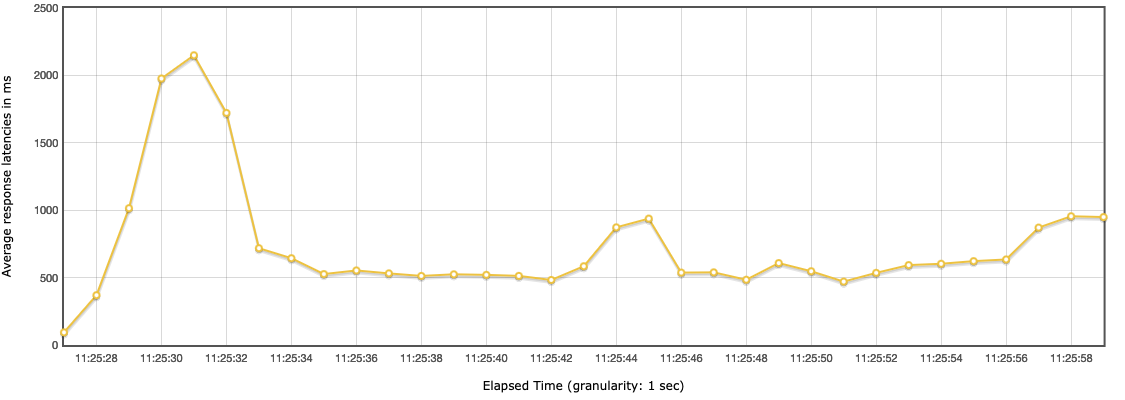 2500
2000
1500
1000
500
0
Average response latencies in ms
11:25:28 11:25:30 11:25:32 11:25:34 11:25:36 11:25:38 11:25:40 11:25:42 11:25:44 11:25:46 11:25:48 11:25:50 11:25:52 11:25:54 11:25:56 11:25:58
Elapsed Time (granularity: 1 sec)